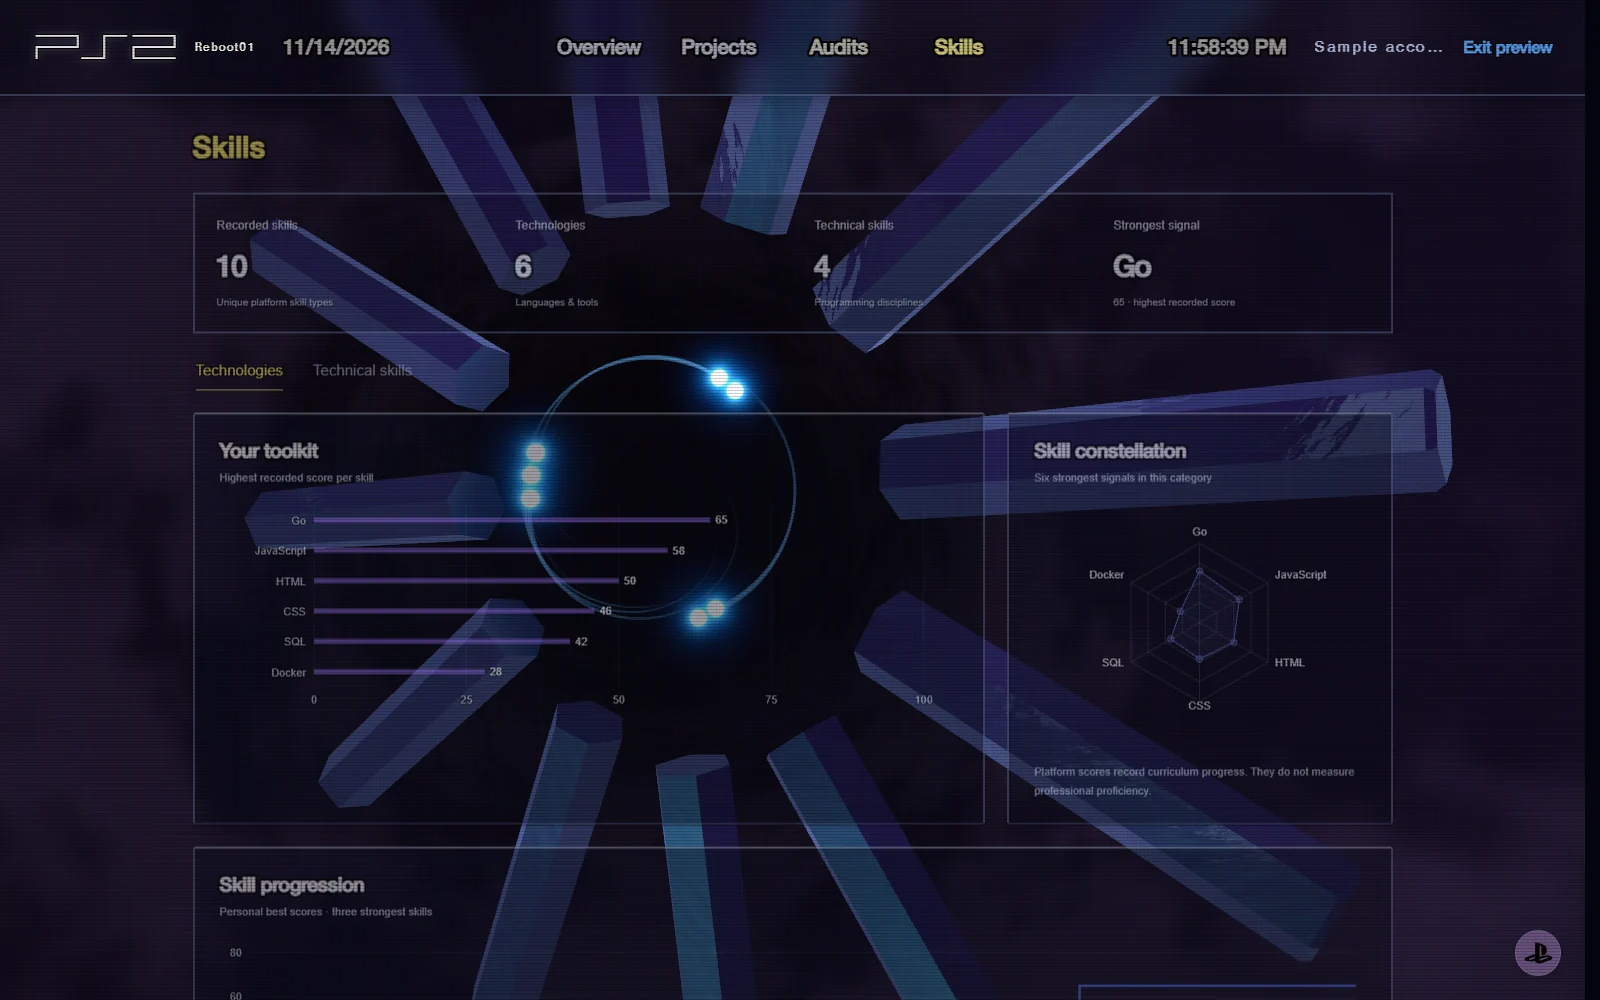 PS2 Reboot01 11/14/2026 Overview Projects Audits Skills 11:58:39 PM Sample acco... Exit preview
Skills
Recorded skills Technologies Technical skills Strongest signal
10 6 4 Go
Unique platform skill types Languages & tools Programming disciplines 65 · highest recorded score
Technologies Technical skills
Your toolkit
Highest recorded score per skill
Go 65
JavaScript 58
HTML 50
CSS 46
SQL 42
Docker 28
0 25 50 75 100
Skill constellation
Six strongest signals in this category
Go
Docker JavaScript
SQL HTML
CSS
Platform scores record curriculum progress. They do not measure
professional proficiency.
Skill progression
Personal best scores · three strongest skills
80
60